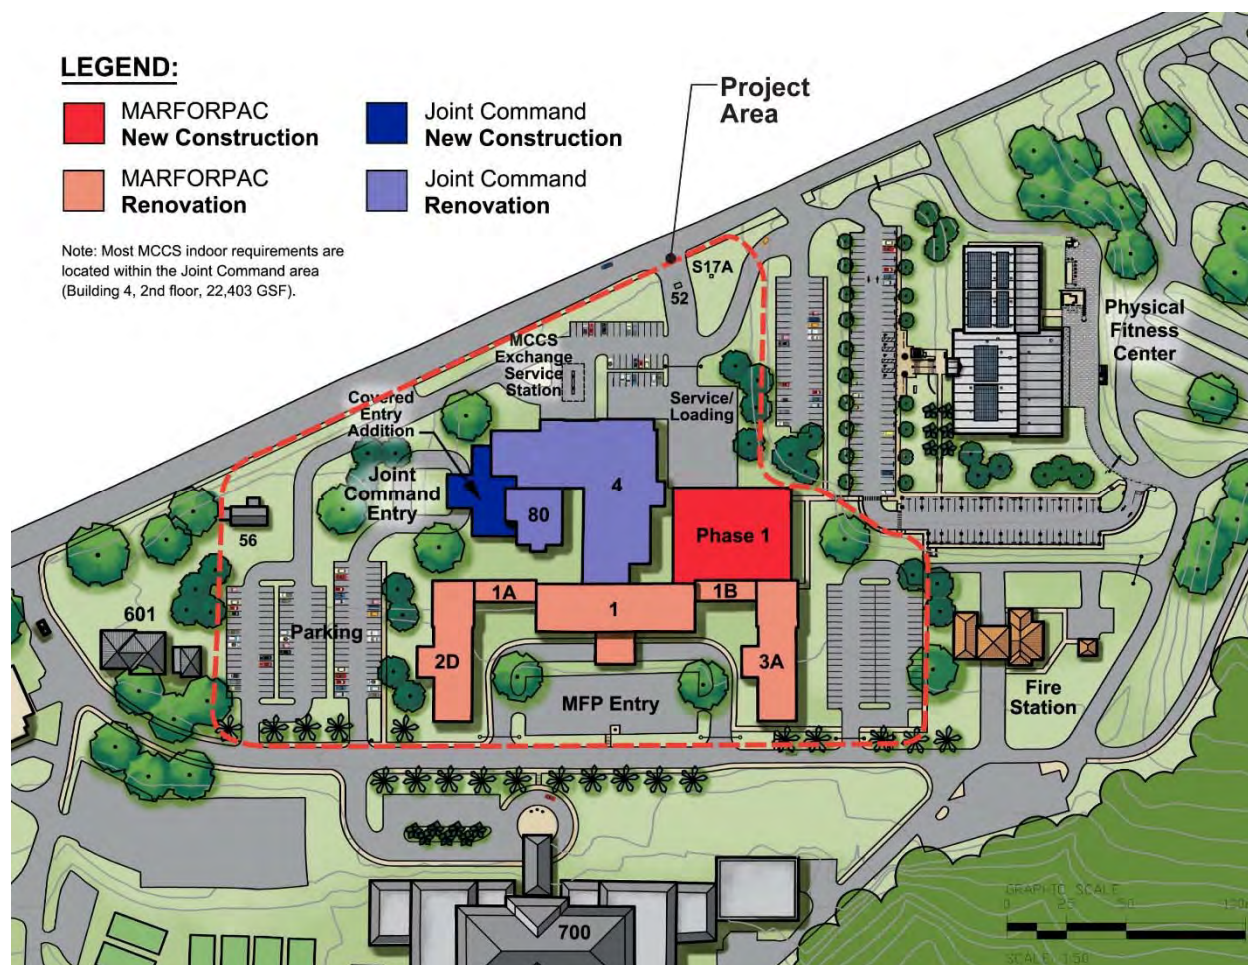 LEGEND:
MARFORPAC
New Construction
Joint Command
New Construction
MARFORPAC
Renovation
Joint Command
Renovation
Note: Most MCCS indoor requirements are
located within the Joint Command area
(Building 4, 2nd floor, 22,403 GSF).
Project
Area
S17A
52
MCCS
Exchange
Service
Station
Physical
Fitness
Center
Covered
Entry
Addition
Service/
Loading
Joint
Command
Entry
4
80
56
Phase 1
1A
1
1B
601
Parking
2D
3A
MFP Entry
Fire
Station
700
GRAPHIC SCALE
0 25 50
SCALE 1:50